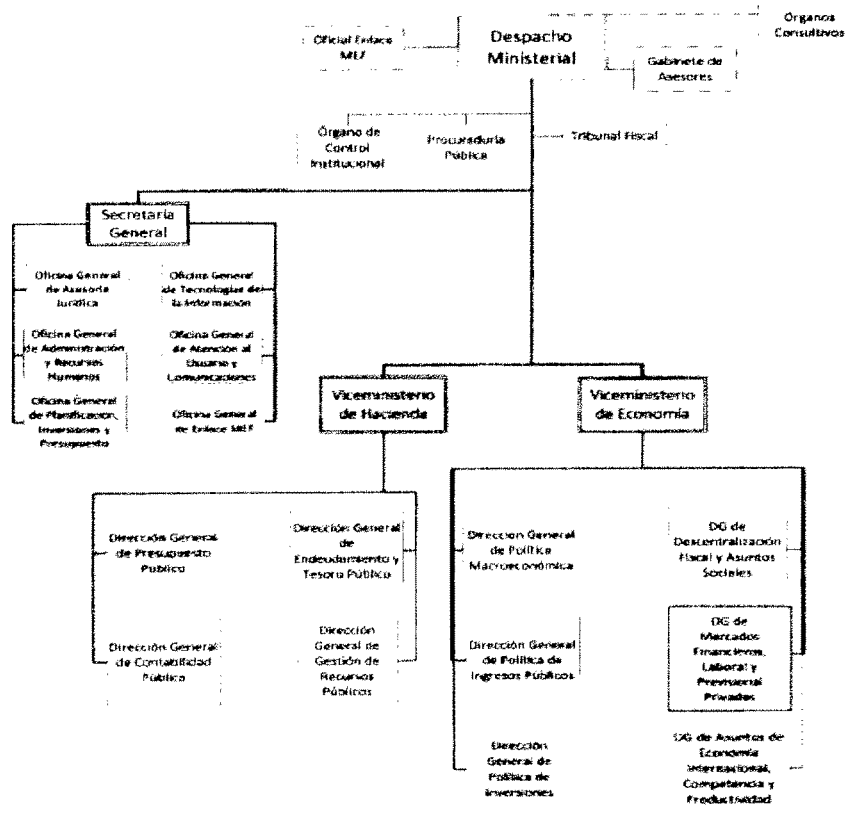 Órganos
Consultivos
Oficial Enlace
MEF
Despacho
Ministerial
Gabinete de
Asesores
Órgano de
Control
Institucional
Procuraduría
Pública
Tribunal Fiscal
Secretaría
General
Oficina General
de Asesoría
Jurídica
Oficina General
de Tecnologías de
la Información
Oficina General
de Administración
y Recursos
Humanos
Oficina General
de Atención al
Usuario y
Comunicaciones
Oficina General
de Planificación,
Inversiones y
Presupuesto
Oficina General
de Enlace MEF
Viceministerio
de Hacienda
Viceministerio
de Economía
Dirección General
de Presupuesto
Público
Dirección General
de
Endeudamiento y
Tesoro Público
Dirección General
de Contabilidad
Pública
Dirección
General de
Gestión de
Recursos
Públicos
Dirección General
de Política
Macroeconómica
DG de
Descentralización
Fiscal y Asuntos
Sociales
Dirección General
de Política de
Ingresos Públicos
DG de
Mercados
Financieros,
Laboral y
Previsional
Privados
Dirección
General de
Política de
Inversiones
DG de Asuntos de
Economía
Internacional,
Competencia y
Productividad